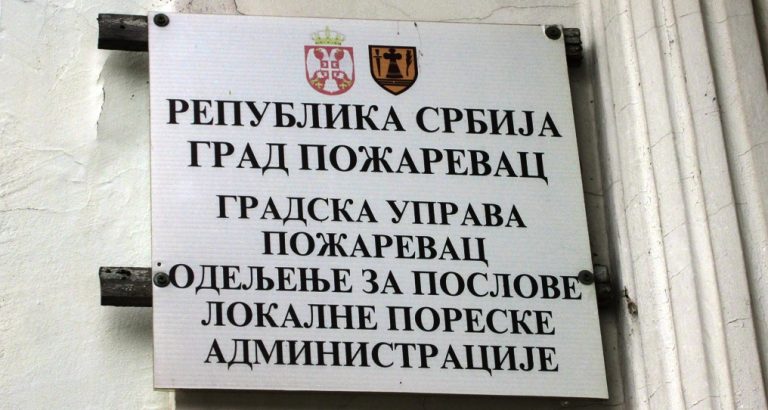 РЕПУБЛИКА СРБИЈА
ГРАД ПОЖАРЕВАЦ
ГРАДСКА УПРАВА
ПОЖАРЕВАЦ
ОДЕЉЕЊЕ ЗА ПОСЛОВЕ
ЛОКАЛНЕ ПОРЕСКЕ
АДМИНИСТРАЦИЈЕ